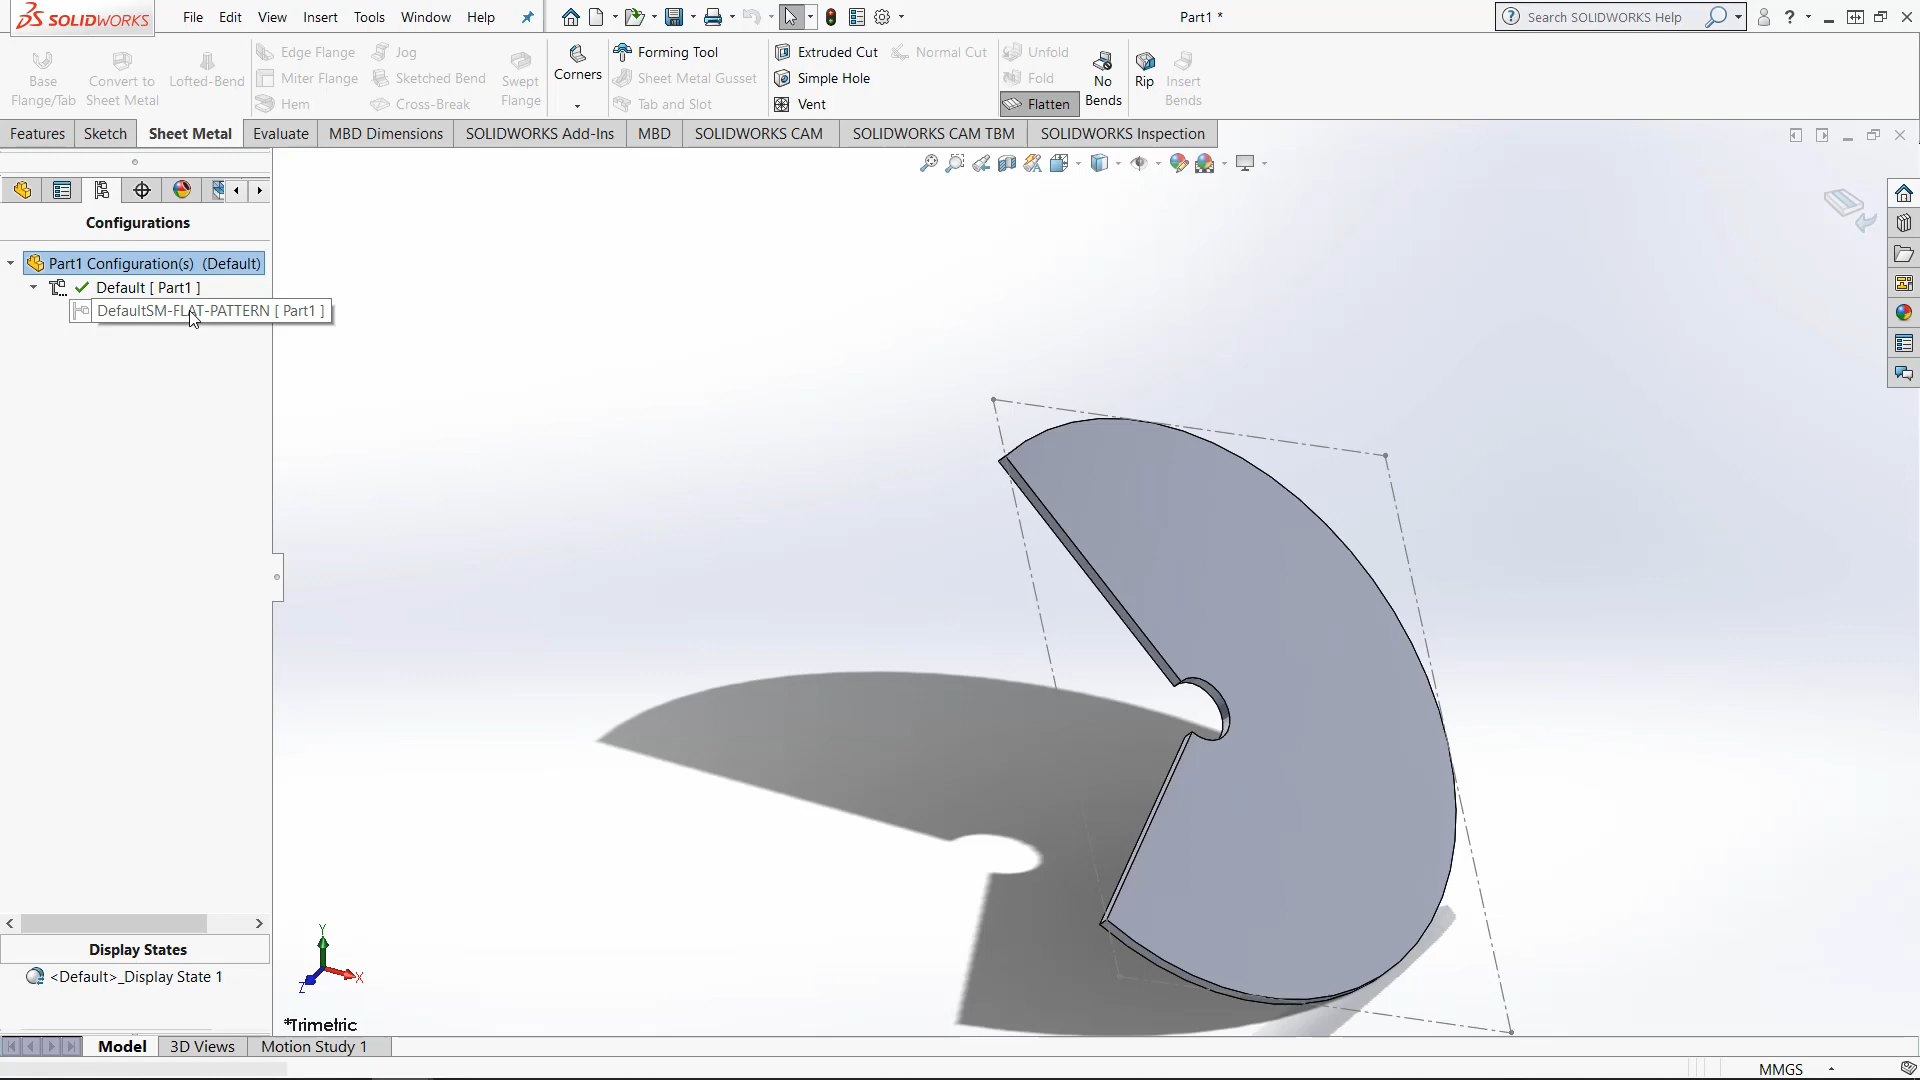 SOLIDWORKS
File Edit View Insert Tools Window Help
Part1 *
Search SOLIDWORKS Help
Base Flange/Tab
Convert to Sheet Metal
Lofted-Bend
Edge Flange
Miter Flange
Hem
Jog
Sketched Bend
Cross-Break
Swept Flange
Corners
Forming Tool
Sheet Metal Gusset
Tab and Slot
Extruded Cut
Simple Hole
Vent
Normal Cut
Unfold
Fold
Flatten
No Bends
Rip
Insert Bends
Features Sketch Sheet Metal Evaluate MBD Dimensions SOLIDWORKS Add-Ins MBD SOLIDWORKS CAM SOLIDWORKS CAM TBM SOLIDWORKS Inspection
Configurations
Part1 Configuration(s) (Default)
Default [ Part1 ]
DefaultSM-FLAT-PATTERN [ Part1 ]
Display States
<Default>_Display State 1
Y
X
Z
*Trimetric
Model 3D Views Motion Study 1
MMGS